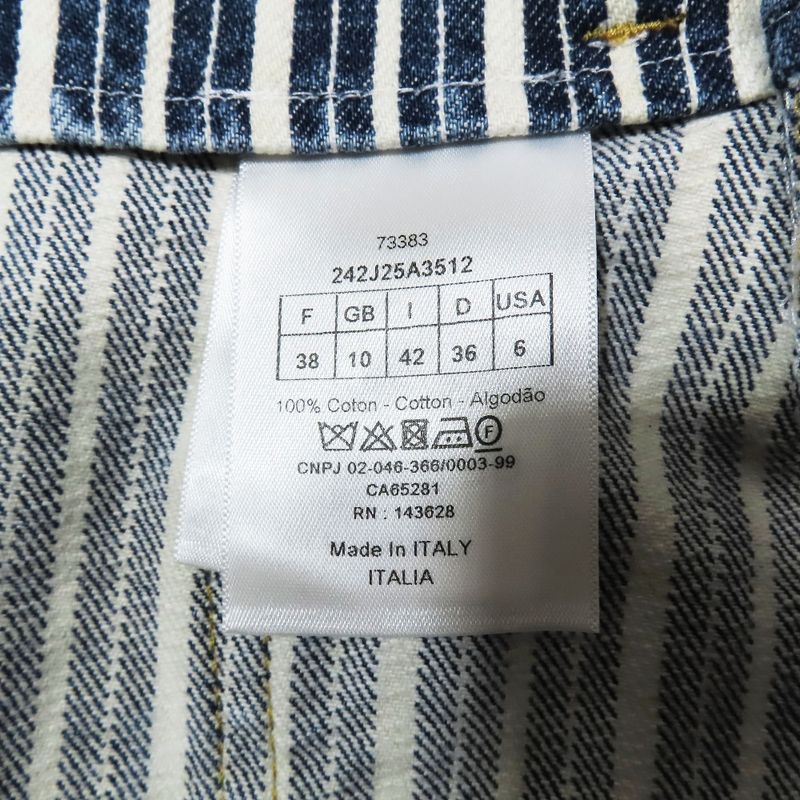 73383
242J25A3512
F GB I D USA
38 10 42 36 6
100% Coton - Cotton - Algodão
F
CNPJ 02-046-366/0003-99
CA65281
RN : 143628
Made In ITALY
ITALIA